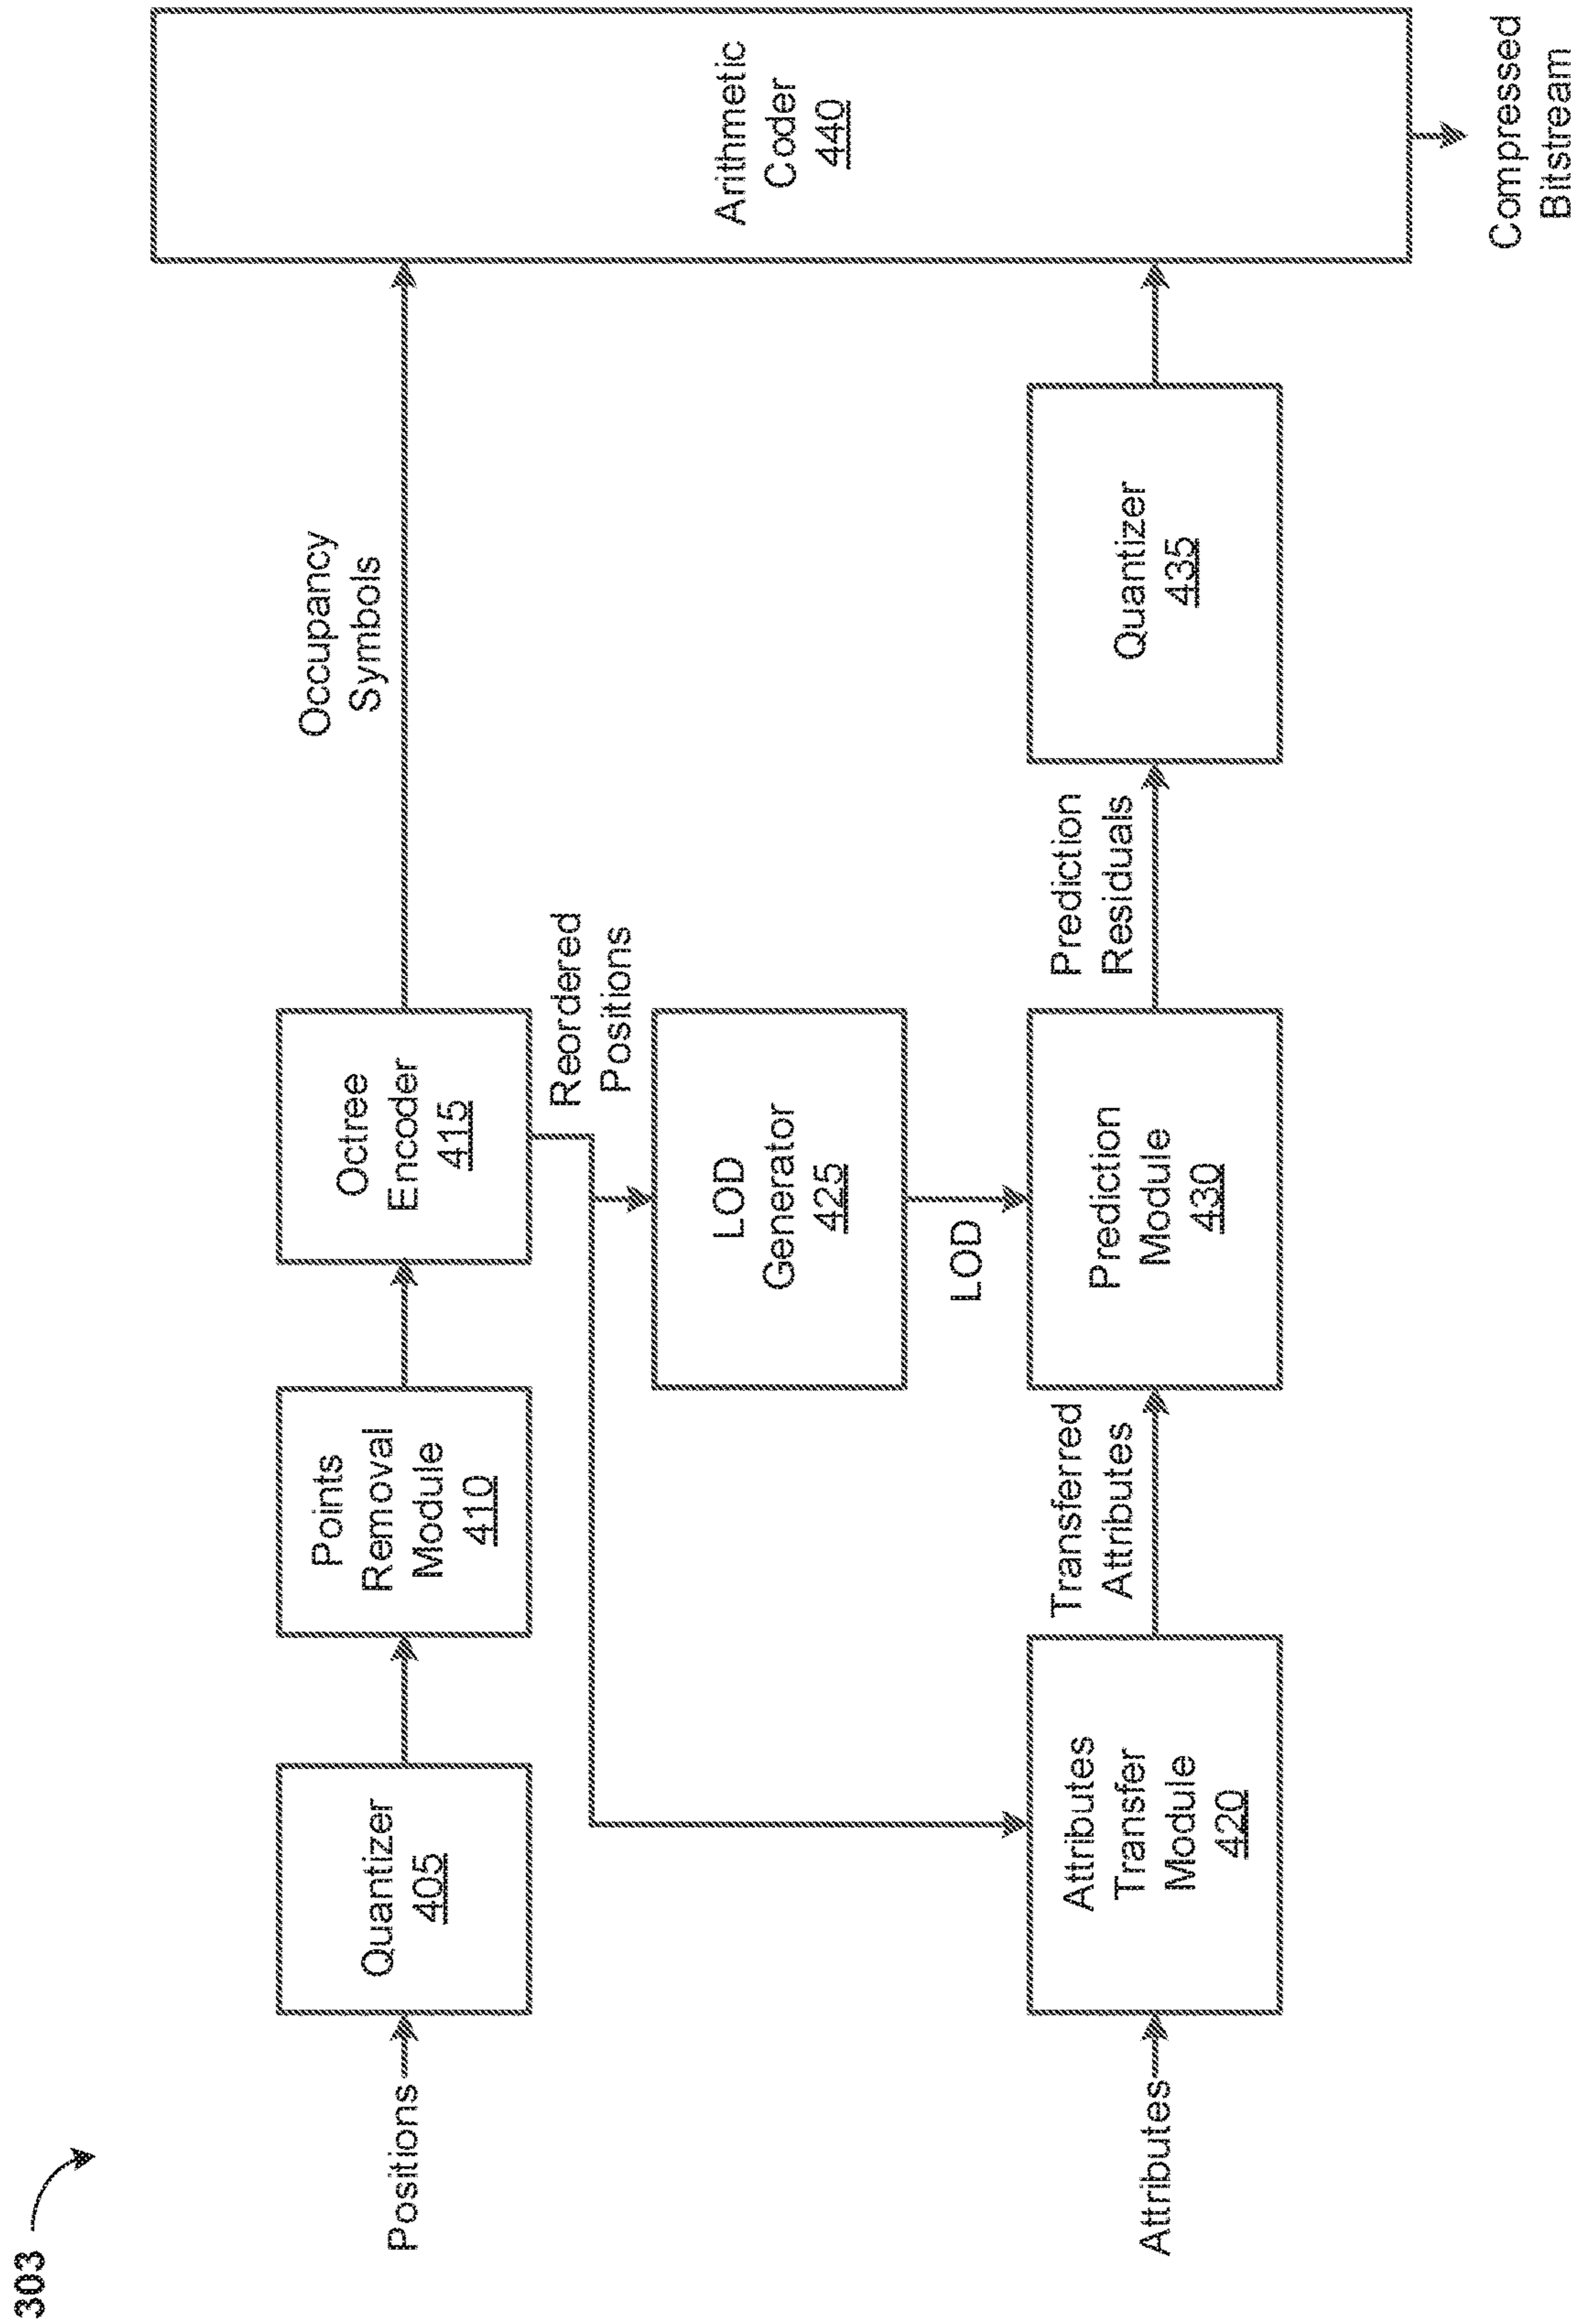 303
Positions
Quantizer
405
Points
Removal
Module
410
Octree
Encoder
415
Occupancy
Symbols
Reordered
Positions
LOD
Generator
425
LOD
Attributes
Attributes
Transfer
Module
420
Transferred
Attributes
Prediction
Module
430
Prediction
Residuals
Quantizer
435
Arithmetic
Coder
440
Compressed
Bitstream